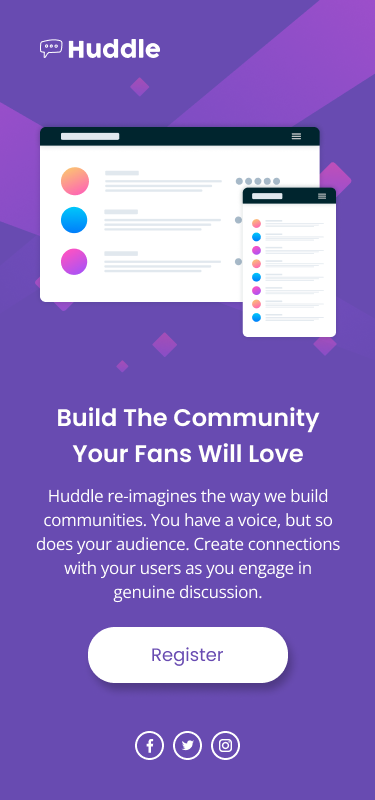 Huddle
Build The Community
Your Fans Will Love
Huddle re-imagines the way we build
communities. You have a voice, but so
does your audience. Create connections
with your users as you engage in
genuine discussion.
Register